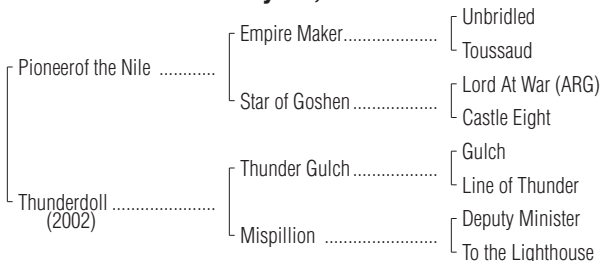 Unbridled
Empire Maker....................
Toussaud
Pioneerof the Nile ............
Lord At War (ARG)
Star of Goshen ..................
Castle Eight
Gulch
Thunder Gulch..................
Line of Thunder
Thunderdoll ......................
(2002)
Deputy Minister
Mispillion ........................
To the Lighthouse